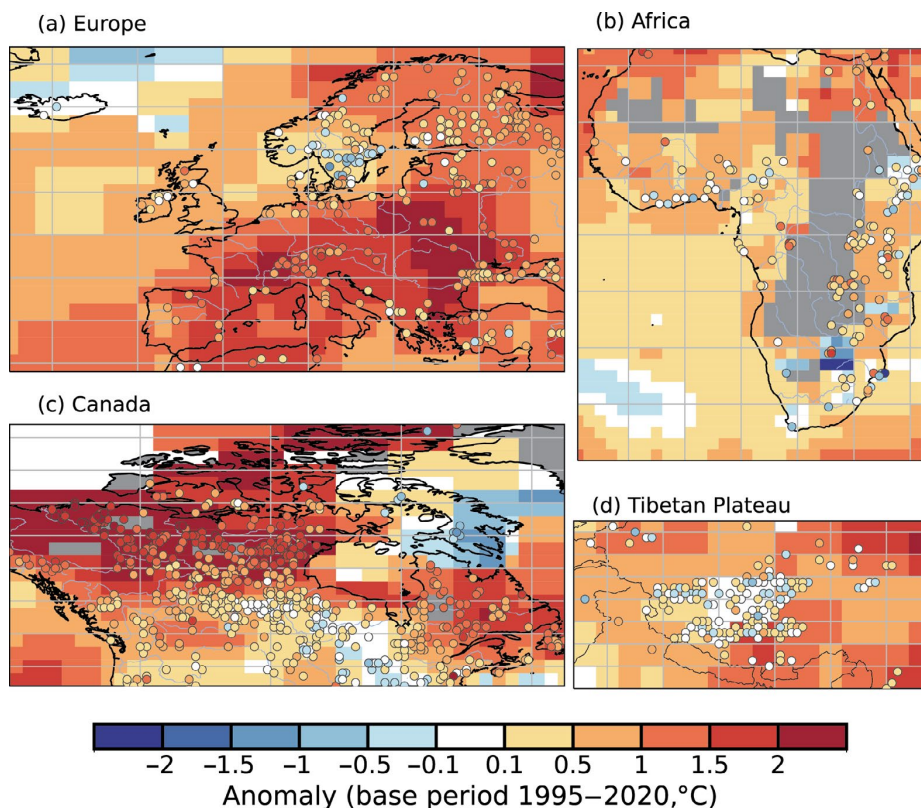 (a) Europe
(b) Africa
(c) Canada
(d) Tibetan Plateau
−2 −1.5 −1 −0.5 −0.1 0.1 0.5 1 1.5 2
Anomaly (base period 1995−2020,°C)